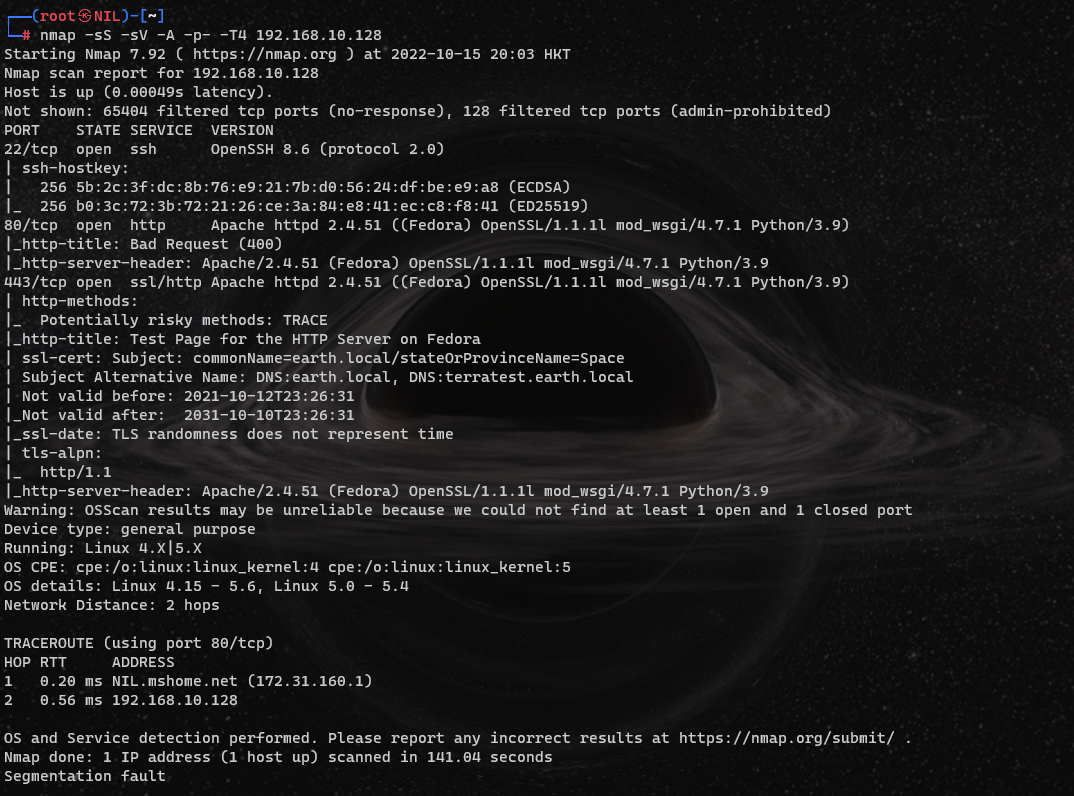 ┌──(root㉿NIL)-[~]
└─# nmap -sS -sV -A -p- -T4 192.168.10.128
Starting Nmap 7.92 ( https://nmap.org ) at 2022-10-15 20:03 HKT
Nmap scan report for 192.168.10.128
Host is up (0.00049s latency).
Not shown: 65404 filtered tcp ports (no-response), 128 filtered tcp ports (admin-prohibited)
PORT    STATE SERVICE  VERSION
22/tcp  open  ssh      OpenSSH 8.6 (protocol 2.0)
| ssh-hostkey:
|   256 5b:2c:3f:dc:8b:76:e9:21:7b:d0:56:24:df:be:e9:a8 (ECDSA)
|_  256 b0:3c:72:3b:72:21:26:ce:3a:84:e8:41:ec:c8:f8:41 (ED25519)
80/tcp  open  http     Apache httpd 2.4.51 ((Fedora) OpenSSL/1.1.1l mod_wsgi/4.7.1 Python/3.9)
|_http-title: Bad Request (400)
|_http-server-header: Apache/2.4.51 (Fedora) OpenSSL/1.1.1l mod_wsgi/4.7.1 Python/3.9
443/tcp open  ssl/http Apache httpd 2.4.51 ((Fedora) OpenSSL/1.1.1l mod_wsgi/4.7.1 Python/3.9)
| http-methods:
|_  Potentially risky methods: TRACE
|_http-title: Test Page for the HTTP Server on Fedora
| ssl-cert: Subject: commonName=earth.local/stateOrProvinceName=Space
| Subject Alternative Name: DNS:earth.local, DNS:terratest.earth.local
| Not valid before: 2021-10-12T23:26:31
|_Not valid after:  2031-10-10T23:26:31
|_ssl-date: TLS randomness does not represent time
| tls-alpn:
|_  http/1.1
|_http-server-header: Apache/2.4.51 (Fedora) OpenSSL/1.1.1l mod_wsgi/4.7.1 Python/3.9
Warning: OSScan results may be unreliable because we could not find at least 1 open and 1 closed port
Device type: general purpose
Running: Linux 4.X|5.X
OS CPE: cpe:/o:linux:linux_kernel:4 cpe:/o:linux:linux_kernel:5
OS details: Linux 4.15 - 5.6, Linux 5.0 - 5.4
Network Distance: 2 hops

TRACEROUTE (using port 80/tcp)
HOP RTT     ADDRESS
1   0.20 ms NIL.mshome.net (172.31.160.1)
2   0.56 ms 192.168.10.128

OS and Service detection performed. Please report any incorrect results at https://nmap.org/submit/ .
Nmap done: 1 IP address (1 host up) scanned in 141.04 seconds
Segmentation fault